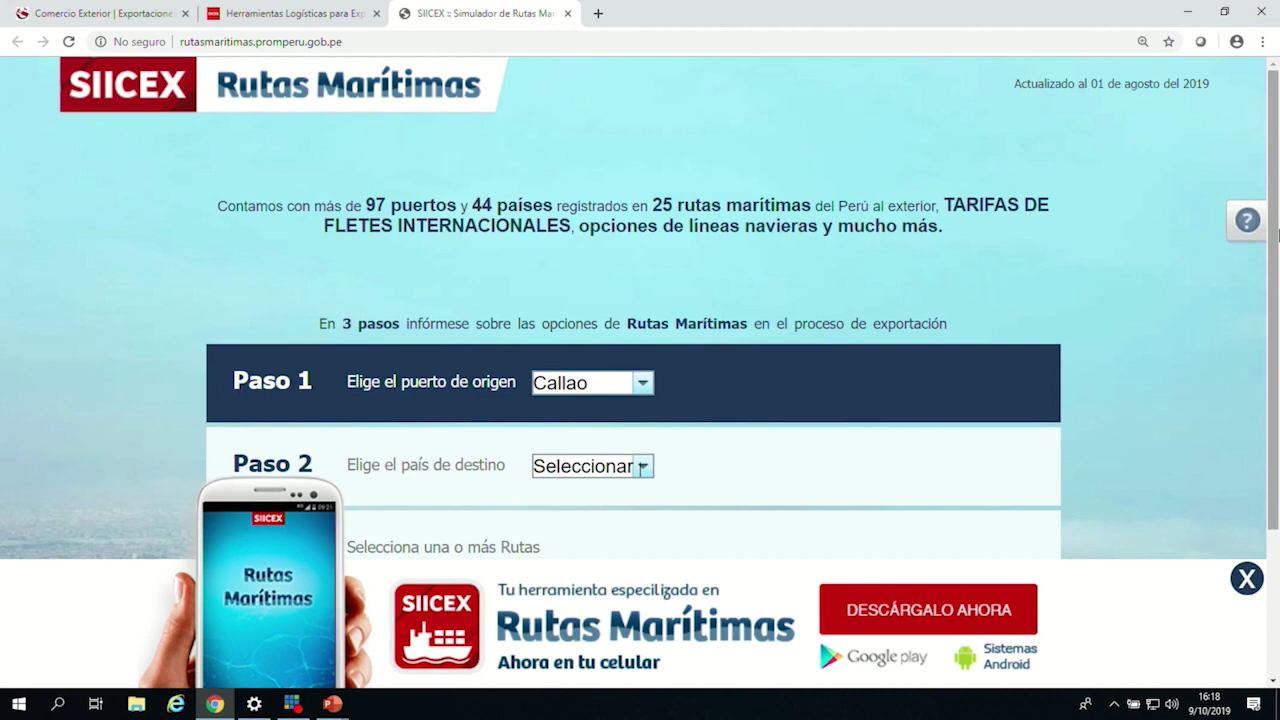 Comercio Exterior | Exportacione
Herramientas Logísticas para Exp
SIICEX :: Simulador de Rutas Mar
No seguro
rutasmaritimas.promperu.gob.pe
SIICEX
Rutas Marítimas
Actualizado al 01 de agosto del 2019
Contamos con más de 97 puertos y 44 países registrados en 25 rutas marítimas del Perú al exterior, TARIFAS DE
FLETES INTERNACIONALES, opciones de líneas navieras y mucho más.
?
En 3 pasos infórmese sobre las opciones de Rutas Marítimas en el proceso de exportación
Paso 1
Elige el puerto de origen
Callao
Paso 2
Elige el país de destino
Seleccionar
Selecciona una o más Rutas
4G 09:21
SIICEX
Rutas
Marítimas
SIICEX
Tu herramienta especilizada en
Rutas Marítimas
Ahora en tu celular
DESCÁRGALO AHORA
Google play
Sistemas
Android
X
16:18
9/10/2019